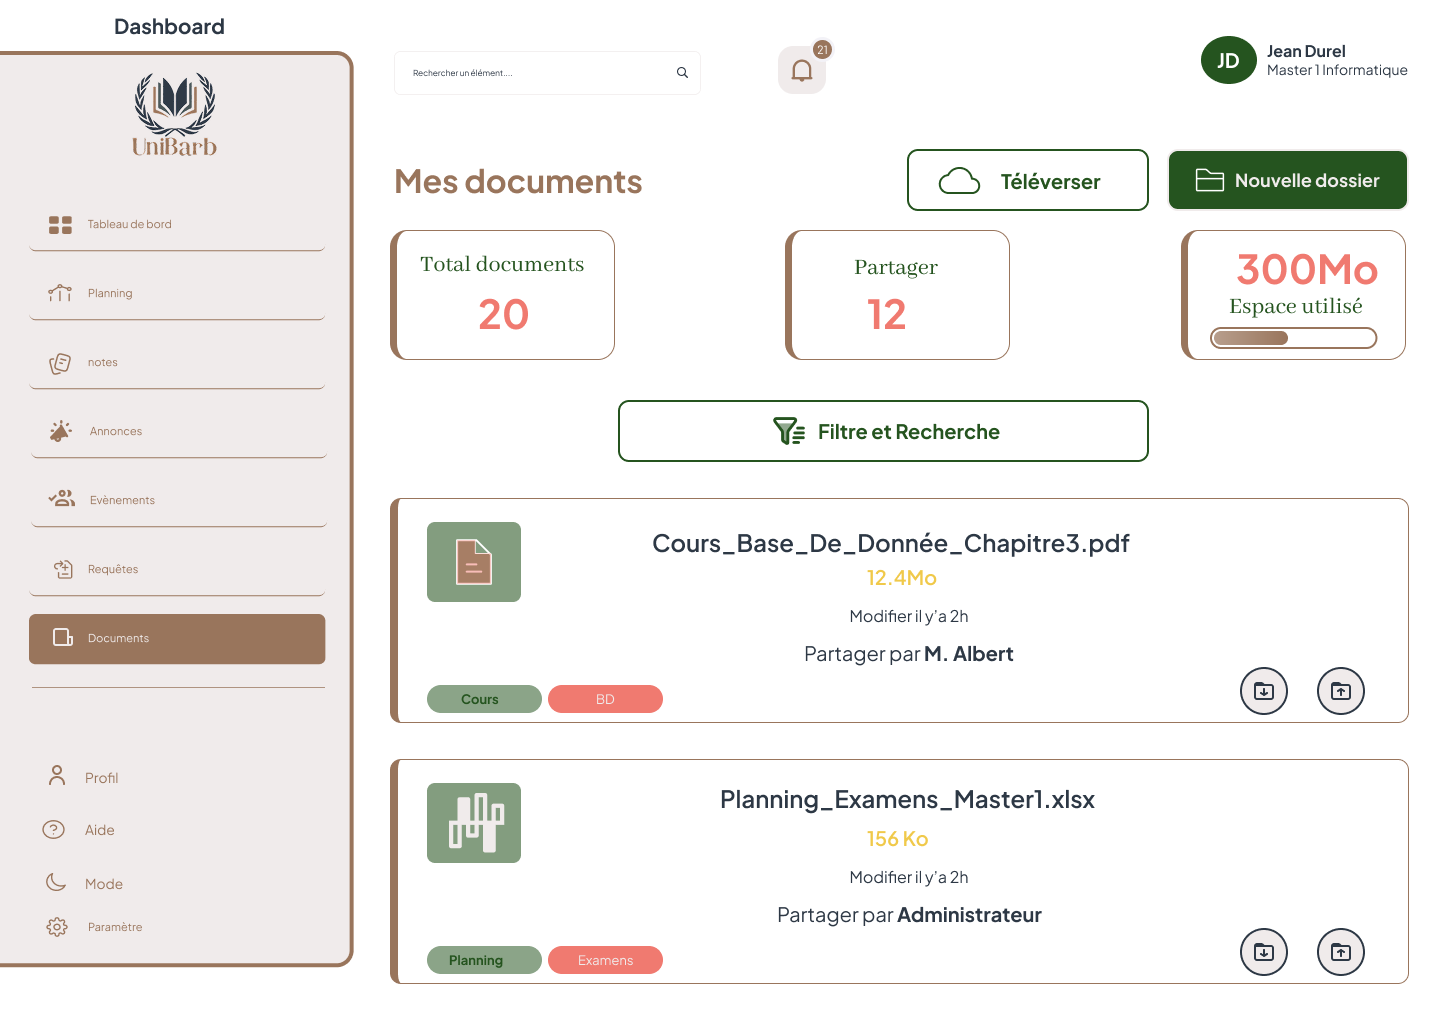 Dashboard
UniBarb
Tableau de bord
Planning
notes
Annonces
Evènements
Requêtes
Documents
Profil
Aide
Mode
Paramètre
Rechercher un élément....
21
JD
Jean Durel
Master 1 Informatique
Mes documents
Téléverser
Nouvelle dossier
Total documents
20
Partager
12
300Mo
Espace utilisé
Filtre et Recherche
Cours_Base_De_Donnée_Chapitre3.pdf
12.4Mo
Modifier il y'a 2h
Partager par M. Albert
Cours
BD
Planning_Examens_Master1.xlsx
156 Ko
Modifier il y'a 2h
Partager par Administrateur
Planning
Examens